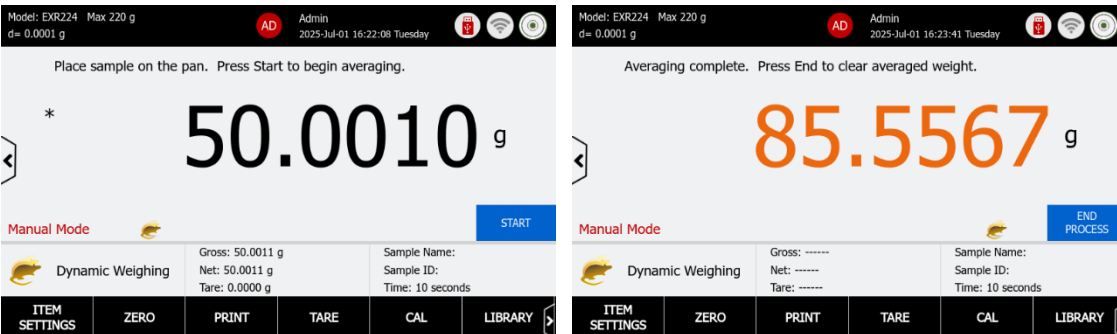 Model: EXR224 Max 220 g
d= 0.0001 g
AD
Admin
2025-Jul-01 16:22:08 Tuesday
Place sample on the pan. Press Start to begin averaging.
* 50.0010 g
Manual Mode
START
Dynamic Weighing
Gross: 50.0011 g
Net: 50.0011 g
Tare: 0.0000 g
Sample Name:
Sample ID:
Time: 10 seconds
ITEM
SETTINGS
ZERO
PRINT
TARE
CAL
LIBRARY
Model: EXR224 Max 220 g
d= 0.0001 g
AD
Admin
2025-Jul-01 16:23:41 Tuesday
Averaging complete. Press End to clear averaged weight.
85.5567 g
Manual Mode
END
PROCESS
Dynamic Weighing
Gross: ------
Net: ------
Tare: ------
Sample Name:
Sample ID:
Time: 10 seconds
ITEM
SETTINGS
ZERO
PRINT
TARE
CAL
LIBRARY